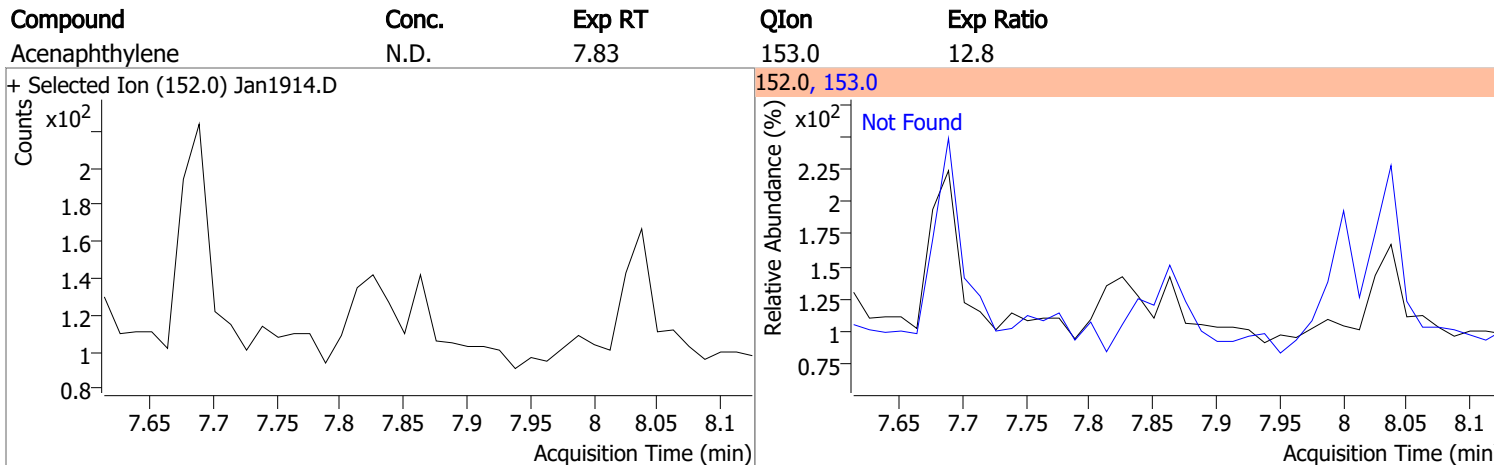 Compound Conc. Exp RT QIon Exp Ratio
Acenaphthylene N.D. 7.83 153.0 12.8
+ Selected Ion (152.0) Jan1914.D
Counts
x10²
2
1.8
1.6
1.4
1.2
1
0.8
7.65 7.7 7.75 7.8 7.85 7.9 7.95 8 8.05 8.1
Acquisition Time (min)
152.0, 153.0
Relative Abundance (%)
x10²
Not Found
2.25
2
1.75
1.5
1.25
1
0.75
7.65 7.7 7.75 7.8 7.85 7.9 7.95 8 8.05 8.1
Acquisition Time (min